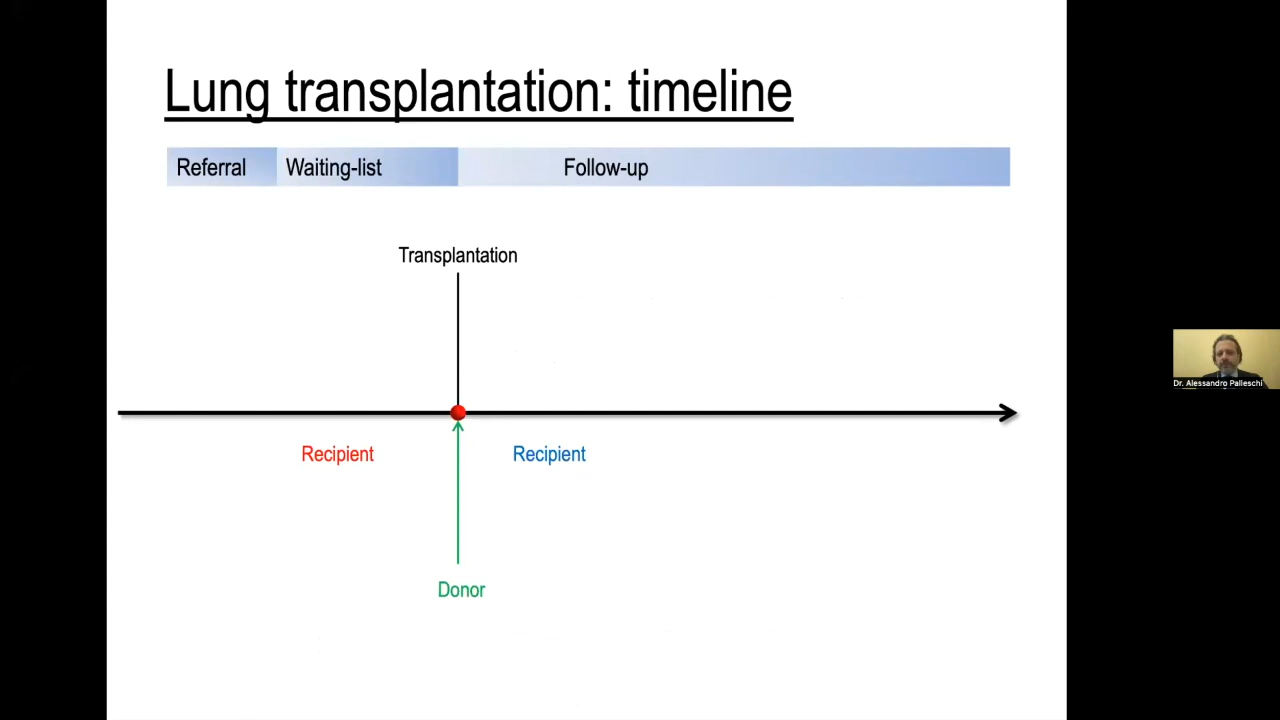 Lung transplantation: timeline
Referral Waiting-list Follow-up
Transplantation
Recipient Recipient
Donor
Dr. Alessandro Palleschi